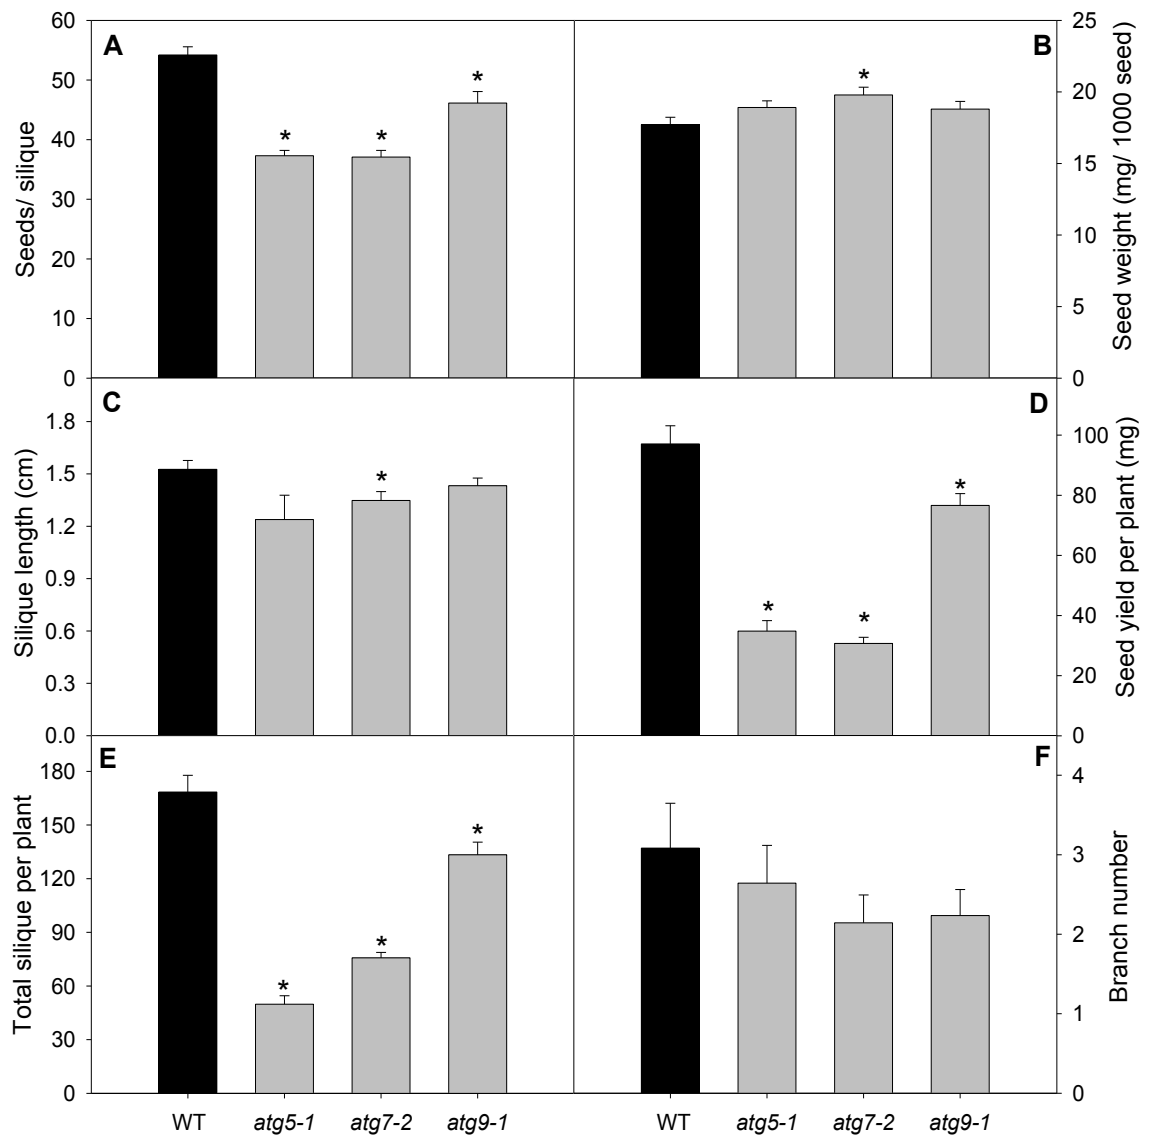 A
Seeds/ silique
60
50
40
30
20
10
0
* * *
B
Seed weight (mg/ 1000 seed)
25
20
15
10
5
0
*
C
Silique length (cm)
1.8
1.5
1.2
0.9
0.6
0.3
0.0
*
D
Seed yield per plant (mg)
100
80
60
40
20
0
* * *
E
Total silique per plant
180
150
120
90
60
30
0
* * *
WT atg5-1 atg7-2 atg9-1
F
Branch number
4
3
2
1
0
WT atg5-1 atg7-2 atg9-1